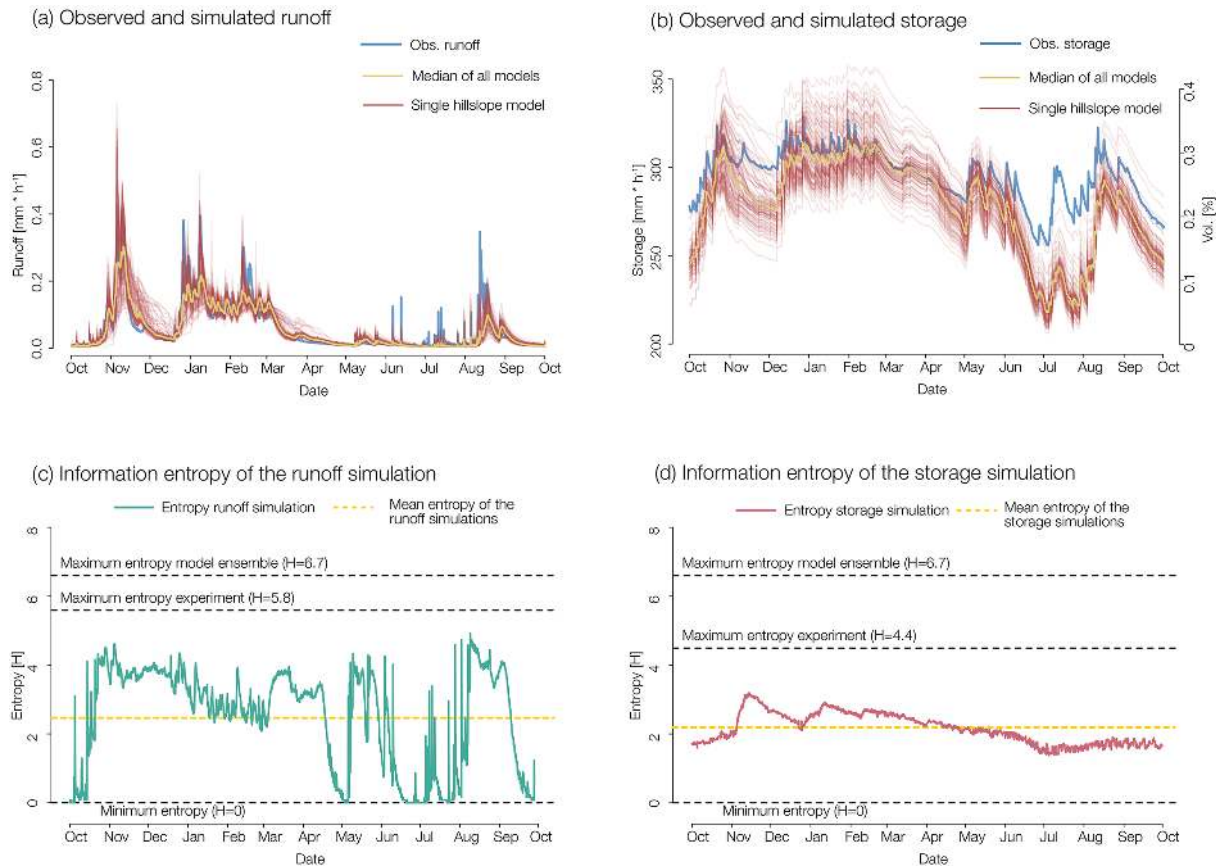 (a) Observed and simulated runoff
Obs. runoff
Median of all models
Single hillslope model
Runoff [mm * h⁻¹]
0.8
0.6
0.4
0.2
0.0
Oct Nov Dec Jan Feb Mar Apr May Jun Jul Aug Sep Oct
Date
(b) Observed and simulated storage
Obs. storage
Median of all models
Single hillslope model
Storage [mm * h⁻¹]
350
300
250
200
Vol. [%]
0.4
0.3
0.2
0.1
0
Oct Nov Dec Jan Feb Mar Apr May Jun Jul Aug Sep Oct
Date
(c) Information entropy of the runoff simulation
Entropy runoff simulation
Mean entropy of the
runoff simulations
Entropy [H]
8
6
4
2
0
Maximum entropy model ensemble (H=6.7)
Maximum entropy experiment (H=5.8)
Minimum entropy (H=0)
Oct Nov Dec Jan Feb Mar Apr May Jun Jul Aug Sep Oct
Date
(d) Information entropy of the storage simulation
Entropy storage simulation
Mean entropy of the
storage simulations
Entropy [H]
8
6
4
2
0
Maximum entropy model ensemble (H=6.7)
Maximum entropy experiment (H=4.4)
Minimum entropy (H=0)
Oct Nov Dec Jan Feb Mar Apr May Jun Jul Aug Sep Oct
Date